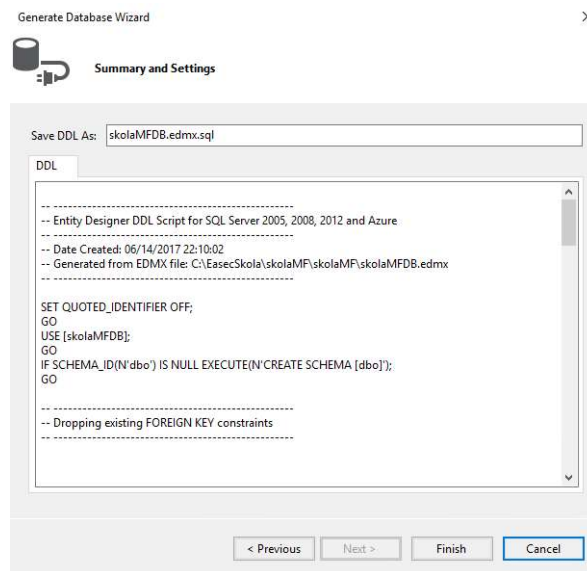 Generate Database Wizard
Summary and Settings
Save DDL As: skolaMFDB.edmx.sql
DDL
-- --------------------------------------------------
-- Entity Designer DDL Script for SQL Server 2005, 2008, 2012 and Azure
-- --------------------------------------------------
-- Date Created: 06/14/2017 22:10:02
-- Generated from EDMX file: C:\EasecSkola\skolaMF\skolaMF\skolaMFDB.edmx
-- --------------------------------------------------
SET QUOTED_IDENTIFIER OFF;
GO
USE [skolaMFDB];
GO
IF SCHEMA_ID(N'dbo') IS NULL EXECUTE(N'CREATE SCHEMA [dbo]');
GO
-- --------------------------------------------------
-- Dropping existing FOREIGN KEY constraints
-- --------------------------------------------------
< Previous Next > Finish Cancel